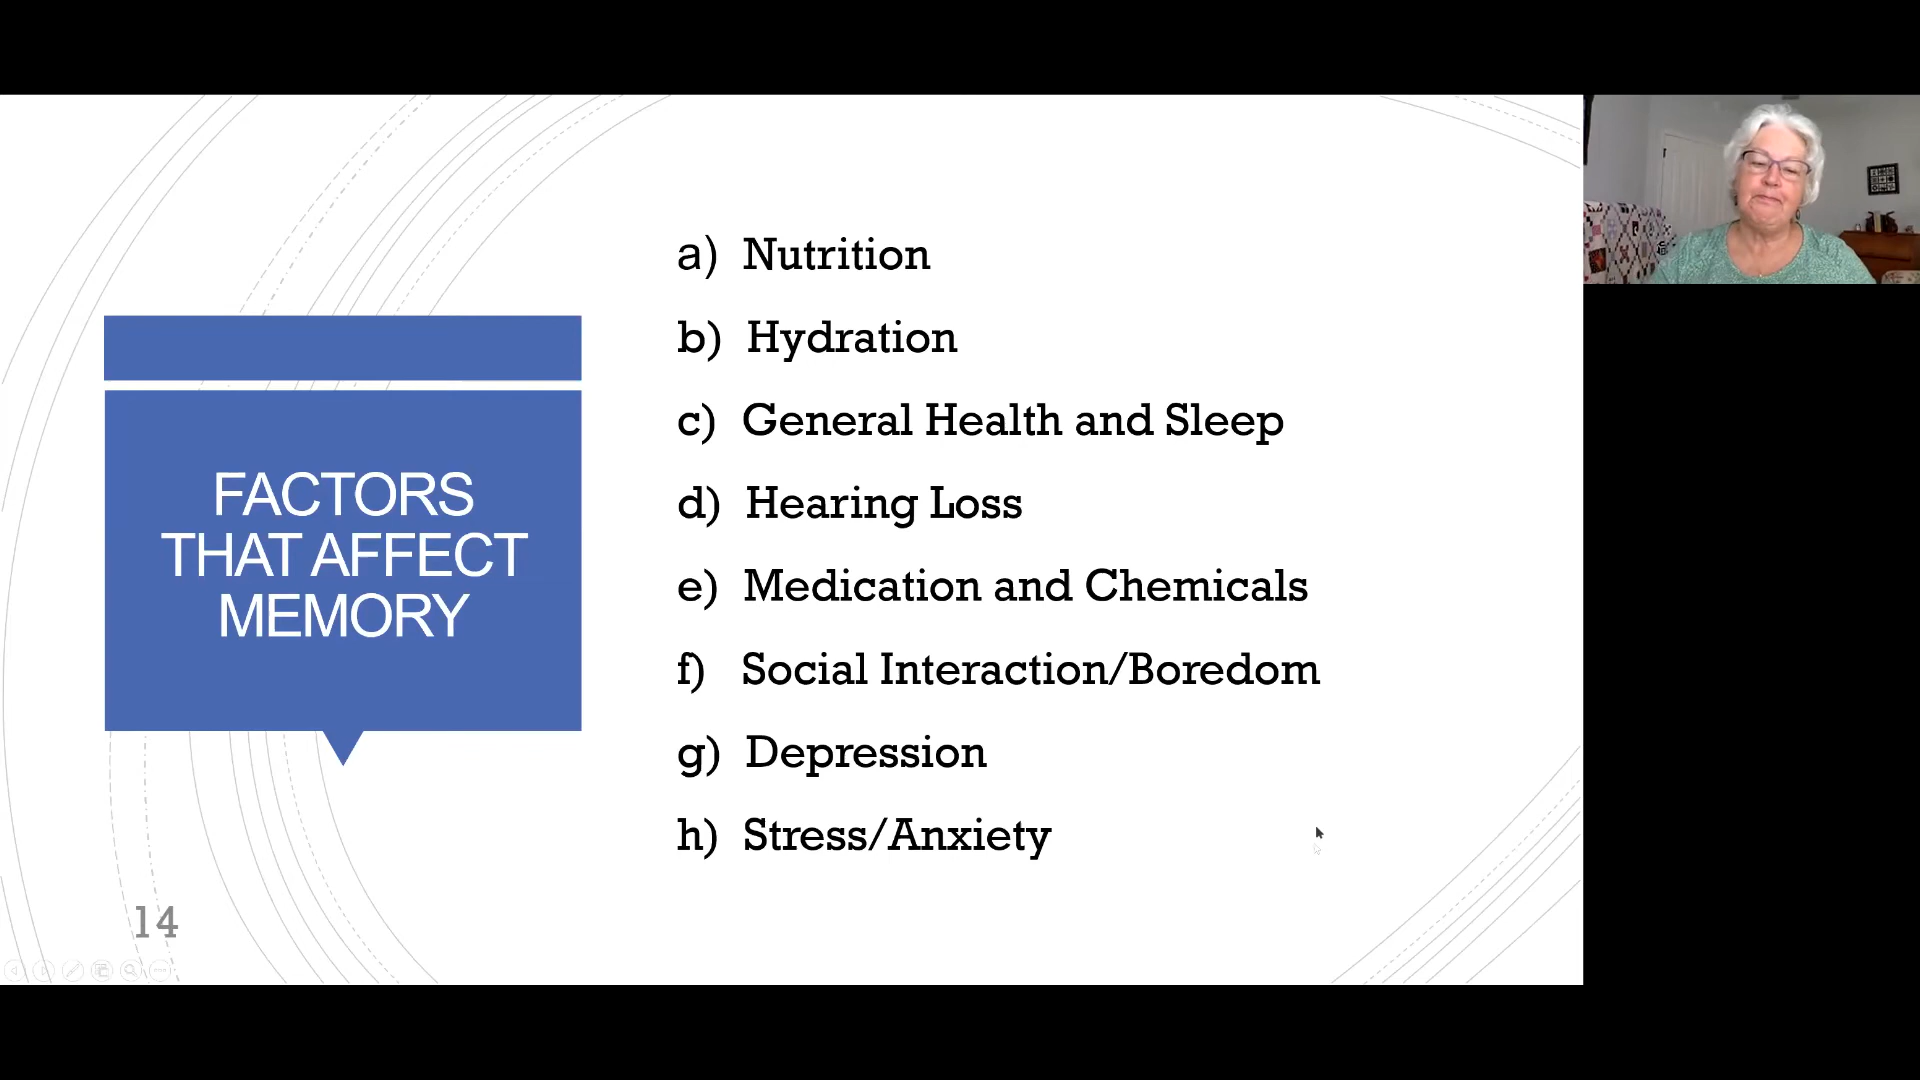 FACTORS
THAT AFFECT
MEMORY
a) Nutrition
b) Hydration
c) General Health and Sleep
d) Hearing Loss
e) Medication and Chemicals
f) Social Interaction/Boredom
g) Depression
h) Stress/Anxiety
14